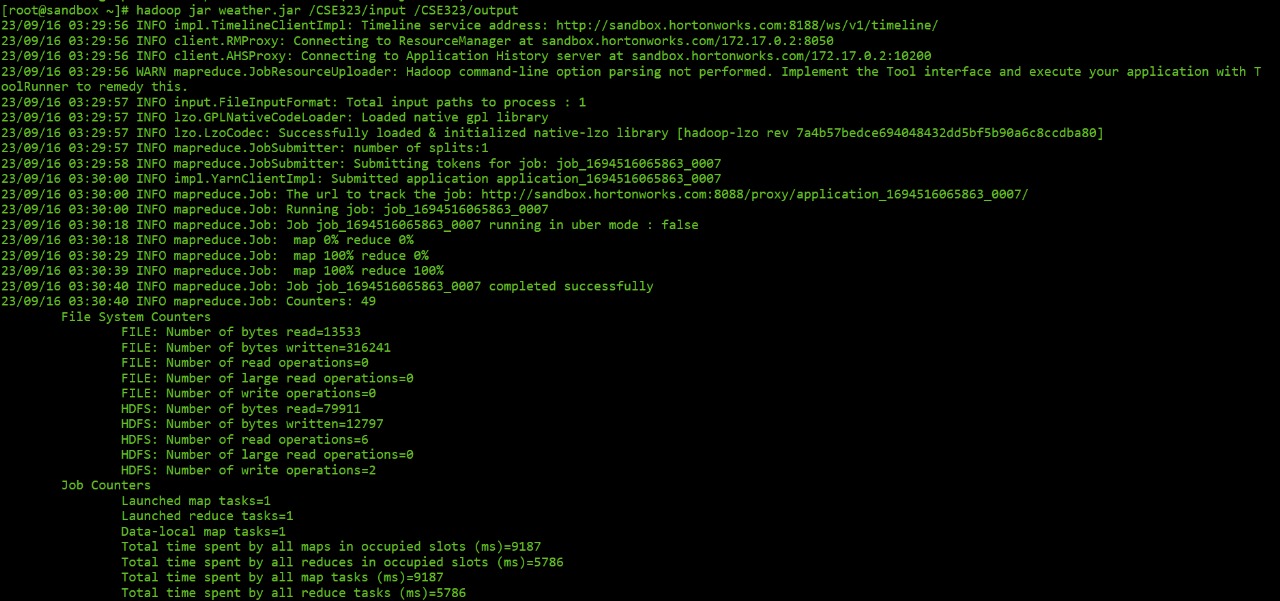 [root@sandbox ~]# hadoop jar weather.jar /CSE323/input /CSE323/output
23/09/16 03:29:56 INFO impl.TimelineClientImpl: Timeline service address: http://sandbox.hortonworks.com:8188/ws/v1/timeline/
23/09/16 03:29:56 INFO client.RMProxy: Connecting to ResourceManager at sandbox.hortonworks.com/172.17.0.2:8050
23/09/16 03:29:56 INFO client.AHSProxy: Connecting to Application History server at sandbox.hortonworks.com/172.17.0.2:10200
23/09/16 03:29:56 WARN mapreduce.JobResourceUploader: Hadoop command-line option parsing not performed. Implement the Tool interface and execute your application with T
oolRunner to remedy this.
23/09/16 03:29:57 INFO input.FileInputFormat: Total input paths to process : 1
23/09/16 03:29:57 INFO lzo.GPLNativeCodeLoader: Loaded native gpl library
23/09/16 03:29:57 INFO lzo.LzoCodec: Successfully loaded & initialized native-lzo library [hadoop-lzo rev 7a4b57bedce694048432dd5bf5b90a6c8ccdba80]
23/09/16 03:29:57 INFO mapreduce.JobSubmitter: number of splits:1
23/09/16 03:29:58 INFO mapreduce.JobSubmitter: Submitting tokens for job: job_1694516065863_0007
23/09/16 03:30:00 INFO impl.YarnClientImpl: Submitted application application_1694516065863_0007
23/09/16 03:30:00 INFO mapreduce.Job: The url to track the job: http://sandbox.hortonworks.com:8088/proxy/application_1694516065863_0007/
23/09/16 03:30:00 INFO mapreduce.Job: Running job: job_1694516065863_0007
23/09/16 03:30:18 INFO mapreduce.Job: Job job_1694516065863_0007 running in uber mode : false
23/09/16 03:30:18 INFO mapreduce.Job:  map 0% reduce 0%
23/09/16 03:30:29 INFO mapreduce.Job:  map 100% reduce 0%
23/09/16 03:30:39 INFO mapreduce.Job:  map 100% reduce 100%
23/09/16 03:30:40 INFO mapreduce.Job: Job job_1694516065863_0007 completed successfully
23/09/16 03:30:40 INFO mapreduce.Job: Counters: 49
File System Counters
FILE: Number of bytes read=13533
FILE: Number of bytes written=316241
FILE: Number of read operations=0
FILE: Number of large read operations=0
FILE: Number of write operations=0
HDFS: Number of bytes read=79911
HDFS: Number of bytes written=12797
HDFS: Number of read operations=6
HDFS: Number of large read operations=0
HDFS: Number of write operations=2
Job Counters
Launched map tasks=1
Launched reduce tasks=1
Data-local map tasks=1
Total time spent by all maps in occupied slots (ms)=9187
Total time spent by all reduces in occupied slots (ms)=5786
Total time spent by all map tasks (ms)=9187
Total time spent by all reduce tasks (ms)=5786